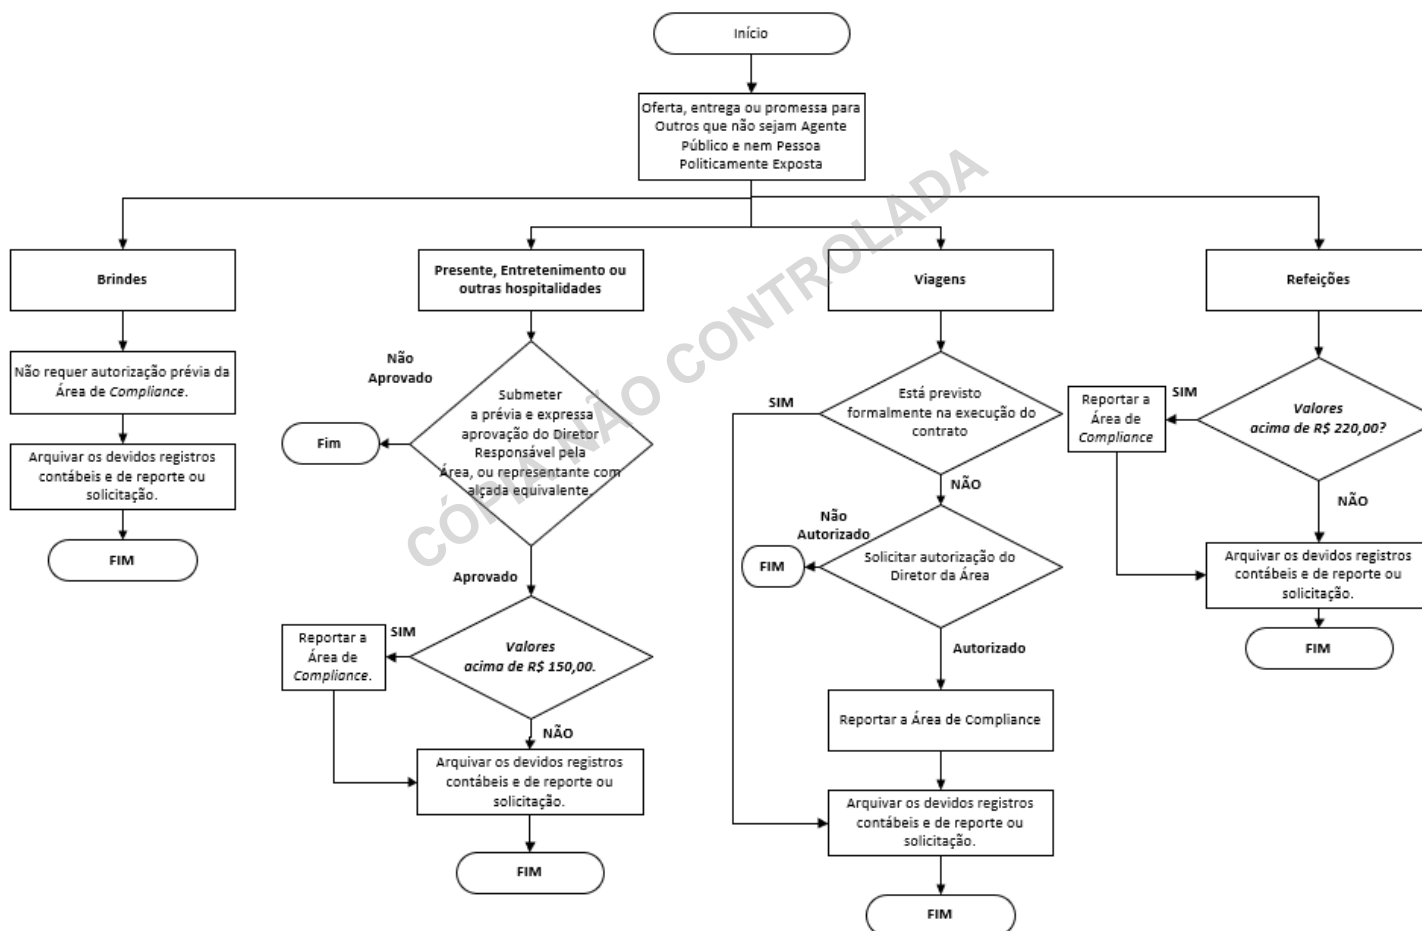 Início
Oferta, entrega ou promessa para
Outros que não sejam Agente
Público e nem Pessoa
Politicamente Exposta
Brindes
Presente, Entretenimento ou
outras hospitalidades
Viagens
Refeições
Não requer autorização prévia da
Área de Compliance.
Arquivar os devidos registros
contábeis e de reporte ou
solicitação.
FIM
Não
Aprovado
Submeter
a prévia e expressa
aprovação do Diretor
Responsável pela
Área, ou representante com
alçada equivalente.
Fim
Aprovado
Valores
acima de R$ 150,00.
SIM
Reportar a
Área de
Compliance.
NÃO
Arquivar os devidos registros
contábeis e de reporte ou
solicitação.
FIM
Está previsto
formalmente na execução do
contrato
SIM
NÃO
Não
Autorizado
Solicitar autorização do
Diretor da Área
FIM
Autorizado
Reportar a Área de Compliance
Arquivar os devidos registros
contábeis e de reporte ou
solicitação.
FIM
Valores
acima de R$ 220,00?
SIM
Reportar a
Área de
Compliance
NÃO
Arquivar os devidos registros
contábeis e de reporte ou
solicitação.
FIM
CÓPIA NÃO CONTROLADA